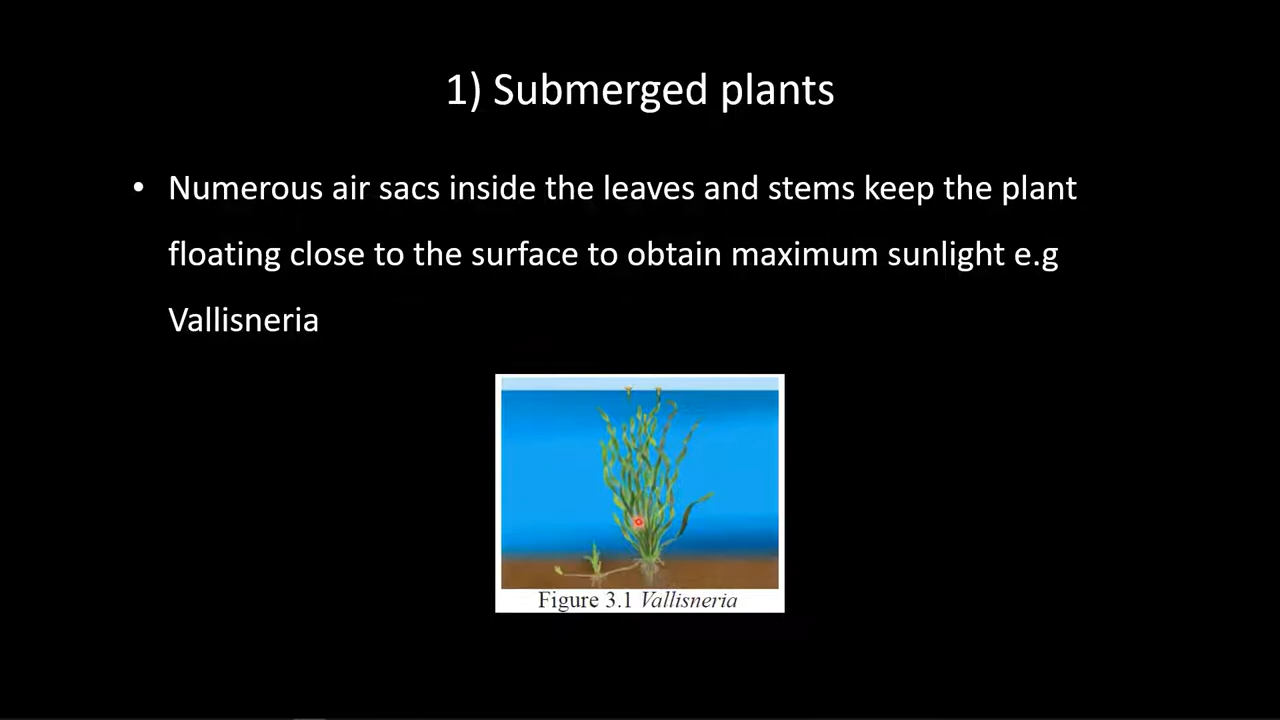 1) Submerged plants
• Numerous air sacs inside the leaves and stems keep the plant
floating close to the surface to obtain maximum sunlight e.g
Vallisneria
Figure 3.1 Vallisneria